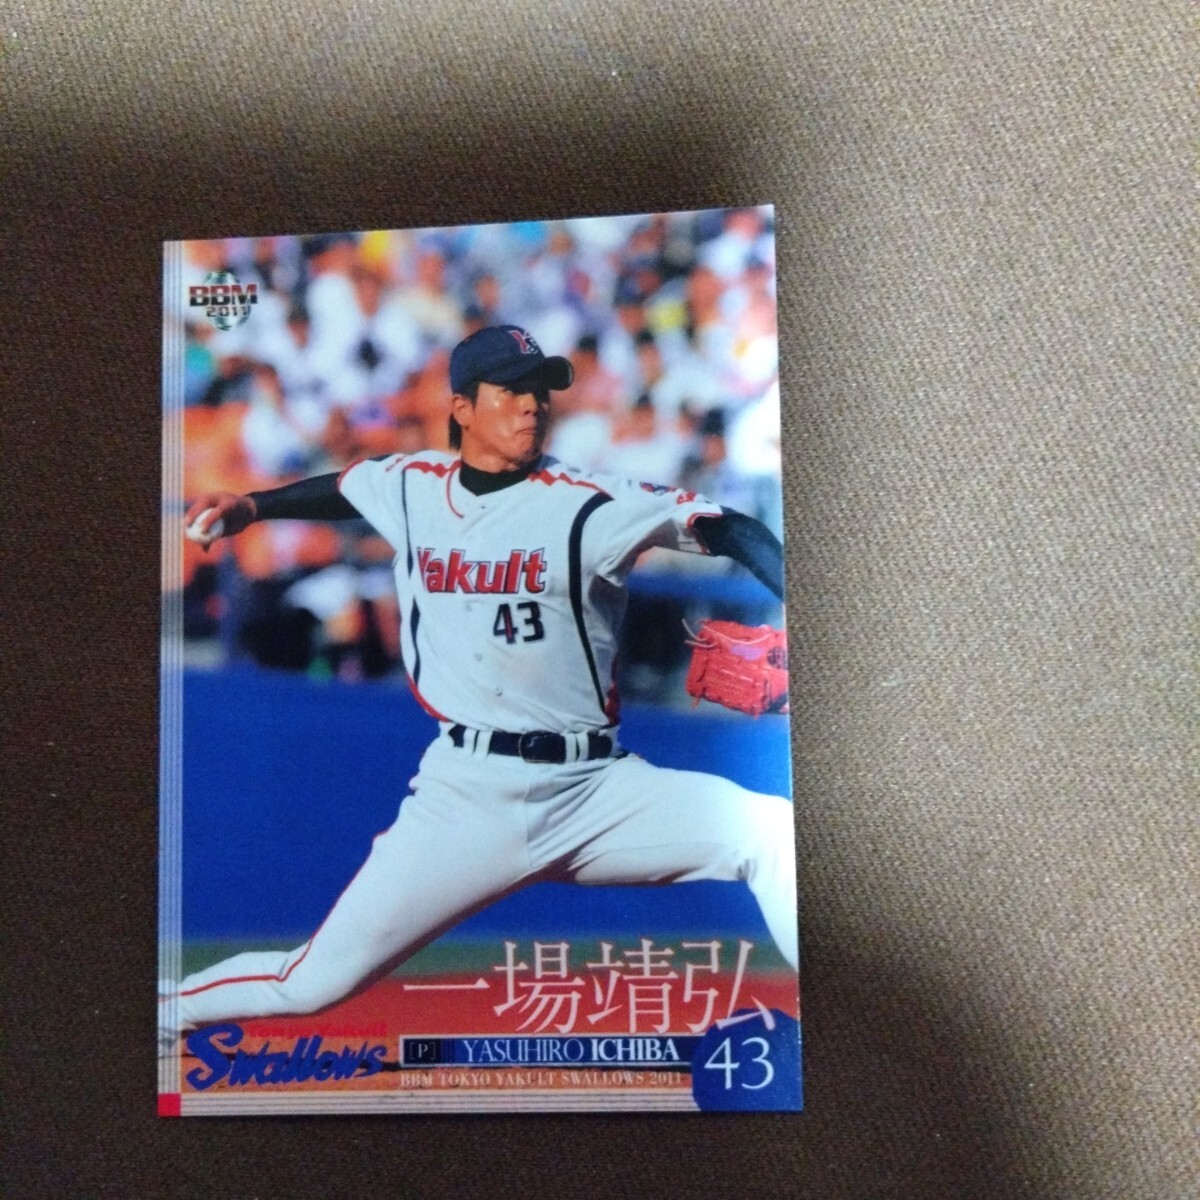 BBM
2011
Yakult
43
一場靖弘
Tokyo Yakult
Swallows
[P] YASUHIRO ICHIBA
43
BBM TOKYO YAKULT SWALLOWS 2011